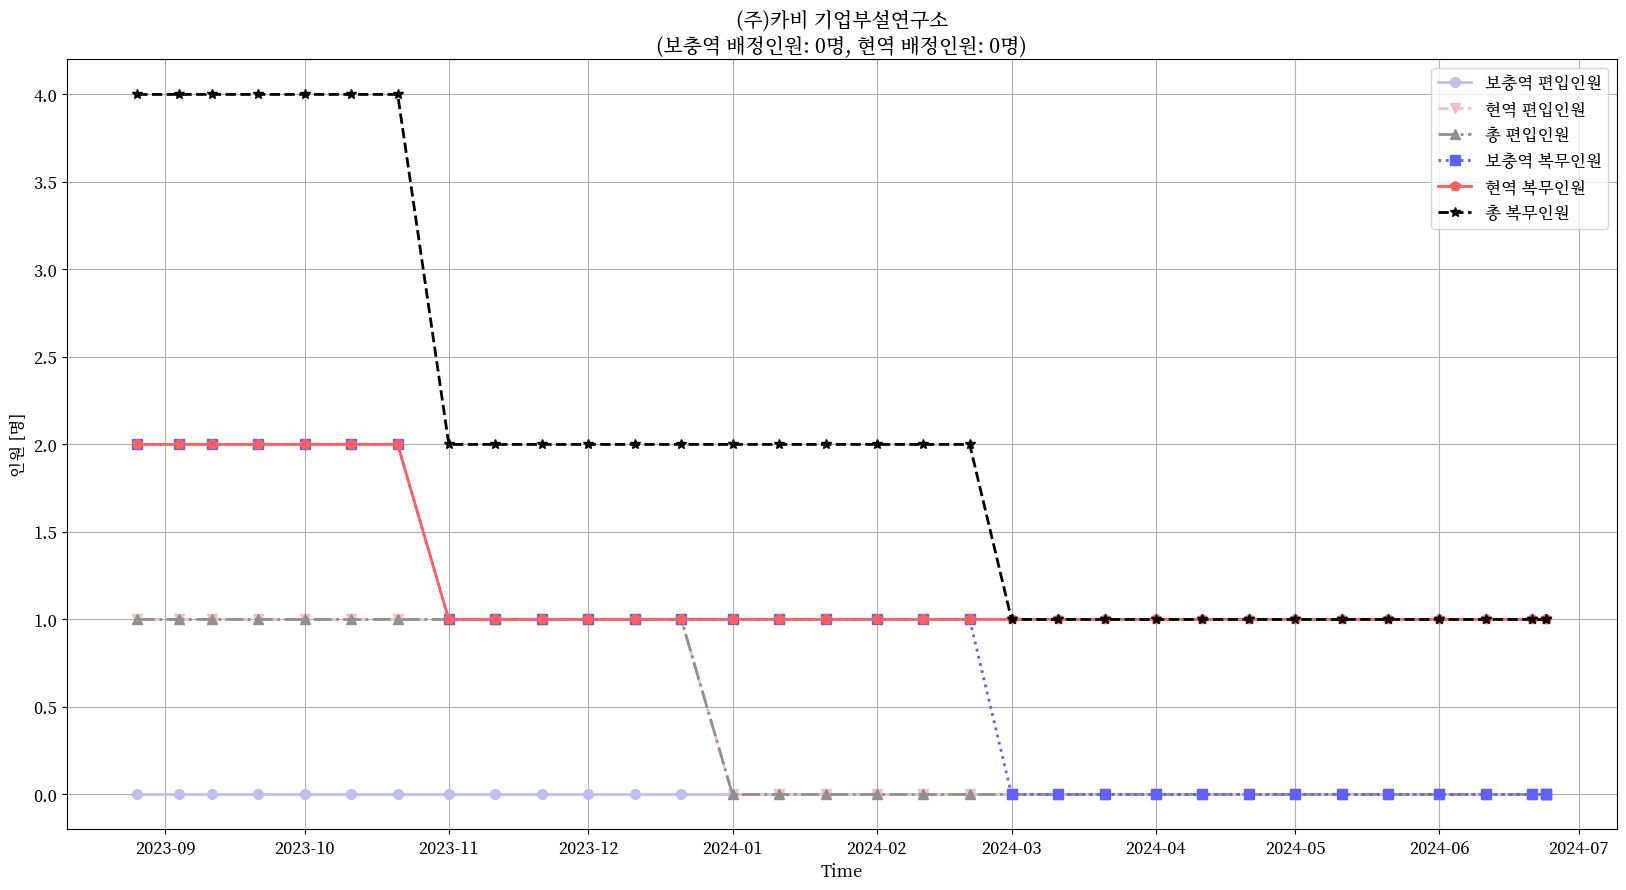 (주)카비 기업부설연구소
(보충역 배정인원: 0명, 현역 배정인원: 0명)
보충역 편입인원
현역 편입인원
총 편입인원
보충역 복무인원
현역 복무인원
총 복무인원
인원 [명]
4.0
3.5
3.0
2.5
2.0
1.5
1.0
0.5
0.0
2023-09 2023-10 2023-11 2023-12 2024-01 2024-02 2024-03 2024-04 2024-05 2024-06 2024-07
Time